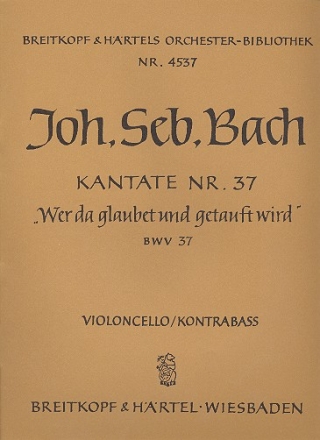 BREITKOPF & HÄRTELS ORCHESTER-BIBLIOTHEK
NR. 4537
Joh. Seb. Bach
KANTATE NR. 37
„Wer da glaubet und getauft wird“
BWV 37
VIOLONCELLO/KONTRABASS
BREITKOPF & HÄRTEL · WIESBADEN